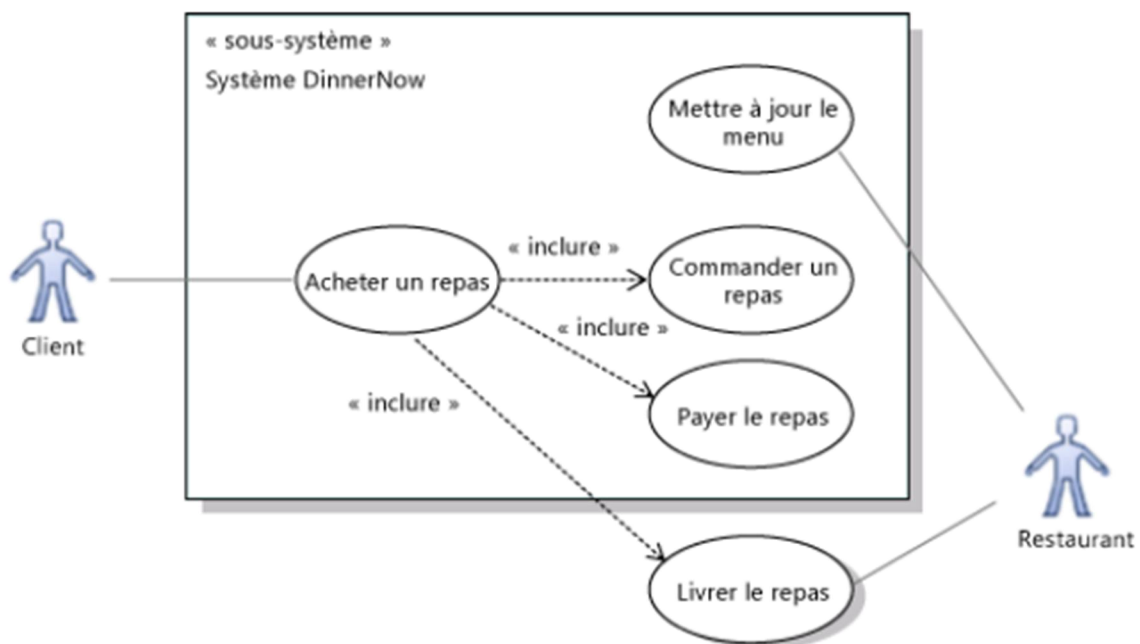 « sous-système »
Système DinnerNow
Mettre à jour le
menu
« inclure »
Acheter un repas
Commander un
repas
« inclure »
Client
« inclure »
Payer le repas
Restaurant
Livrer le repas